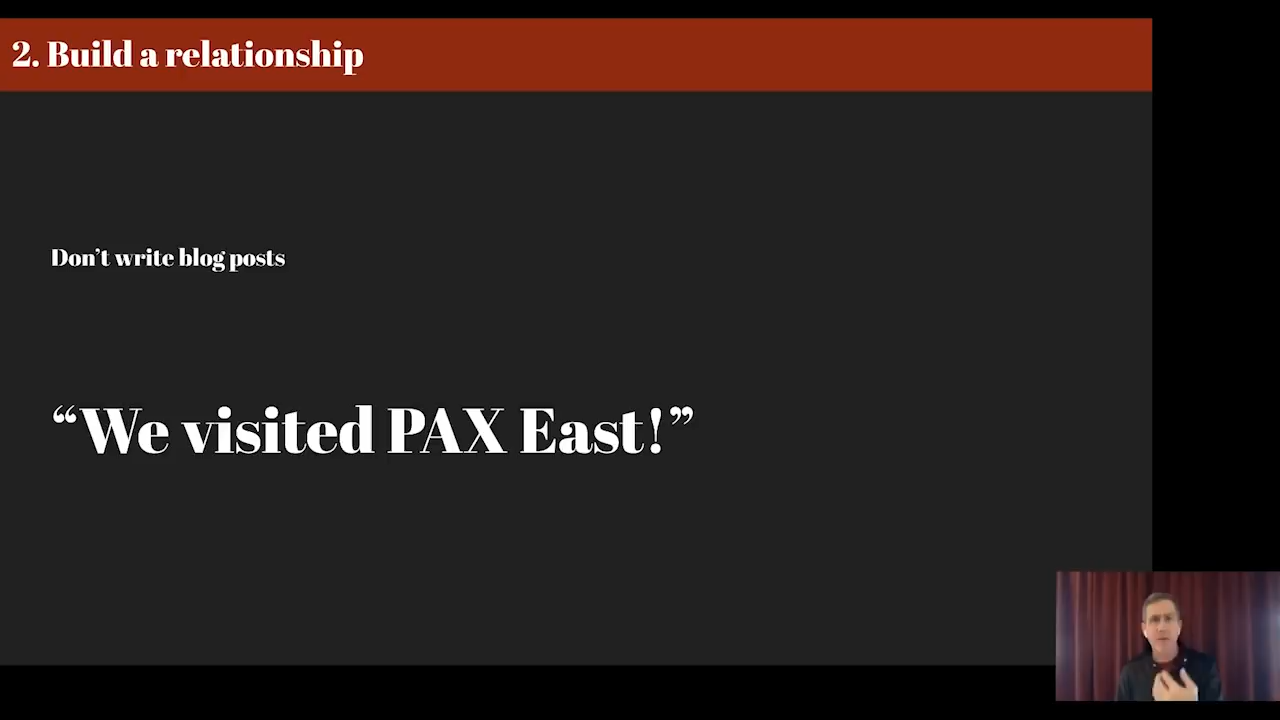 2. Build a relationship
Don’t write blog posts
“We visited PAX East!”